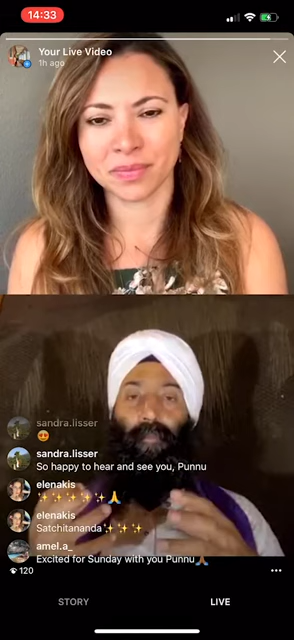 14:33
Your Live Video
1h ago
sandra.lisser
😍
sandra.lisser
So happy to hear and see you, Punnu
elenakis
✨✨✨✨✨✨🙏
elenakis
Satchitananda✨✨✨
amel.a_
Excited for Sunday with you Punnu🙏🏽
120
STORY
LIVE